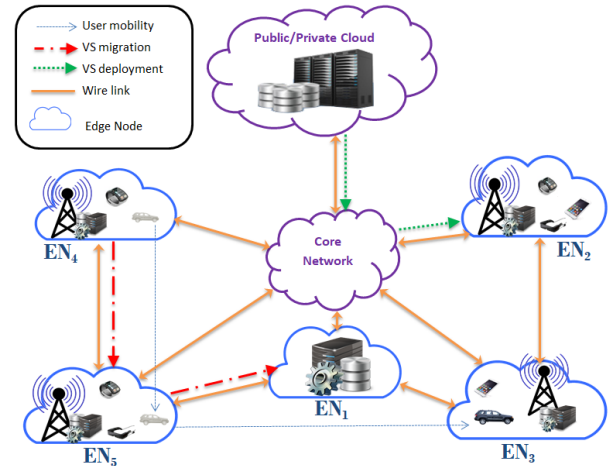 User mobility
VS migration
VS deployment
Wire link
Edge Node
Public/Private Cloud
Core
Network
EN4
EN2
EN1
EN5
EN3